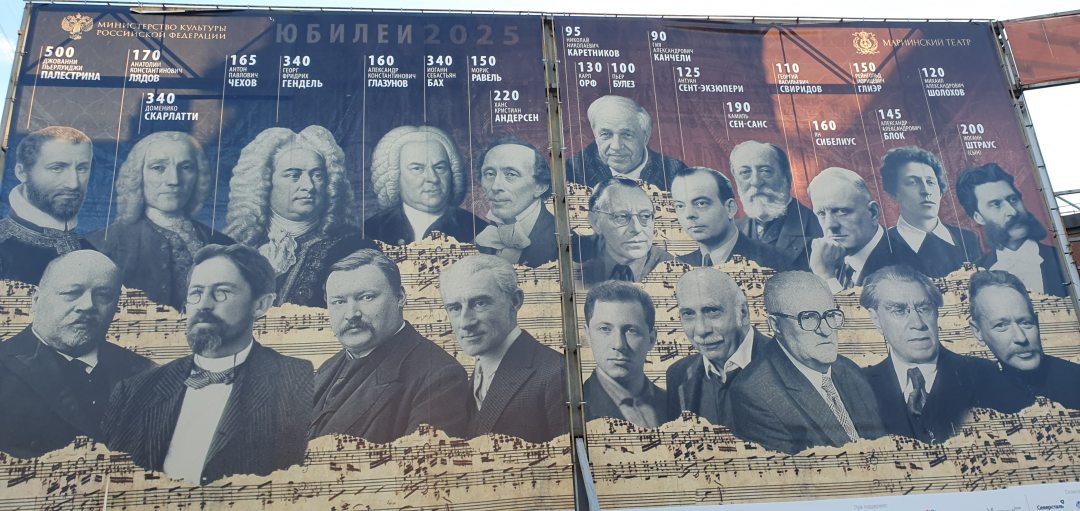 МИНИСТЕРСТВО КУЛЬТУРЫ
РОССИЙСКОЙ ФЕДЕРАЦИИ
ЮБИЛЕИ 2025
МАРИИНСКИЙ ТЕАТР
500
ДЖОВАННИ
ПЬЕРЛУИДЖИ
ПАЛЕСТРИНА
170
АНАТОЛИЙ
КОНСТАНТИНОВИЧ
ЛЯДОВ
340
ДОМЕНИКО
СКАРЛАТТИ
165
АНТОН
ПАВЛОВИЧ
ЧЕХОВ
340
ГЕОРГ
ФРИДРИХ
ГЕНДЕЛЬ
160
АЛЕКСАНДР
КОНСТАНТИНОВИЧ
ГЛАЗУНОВ
340
ИОГАНН
СЕБАСТЬЯН
БАХ
150
МОРИС
РАВЕЛЬ
220
ХАНС
КРИСТИАН
АНДЕРСЕН
95
НИКОЛАЙ
НИКОЛАЕВИЧ
КАРЕТНИКОВ
130
КАРЛ
ОРФ
100
ПЬЕР
БУЛЕЗ
90
ГИЯ
АЛЕКСАНДРОВИЧ
КАНЧЕЛИ
125
АНТУАН
СЕНТ-ЭКЗЮПЕРИ
190
КАМИЛЬ
СЕН-САНС
110
ГЕОРГИЙ
ВАСИЛЬЕВИЧ
СВИРИДОВ
160
ЯН
СИБЕЛИУС
150
РЕЙНГОЛЬД
МОРИЦЕВИЧ
ГЛИЭР
145
АЛЕКСАНДР
АЛЕКСАНДРОВИЧ
БЛОК
120
МИХАИЛ
АЛЕКСАНДРОВИЧ
ШОЛОХОВ
200
ИОГАНН
ШТРАУС
(СЫН)
При поддержке:
Северсталь